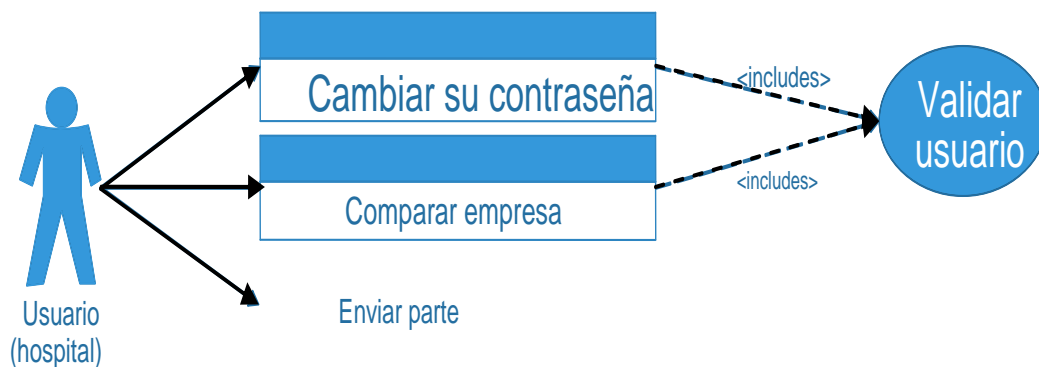 Cambiar su contraseña
<includes>
Validar
usuario
<includes>
Comparar empresa
Enviar parte
Usuario
(hospital)